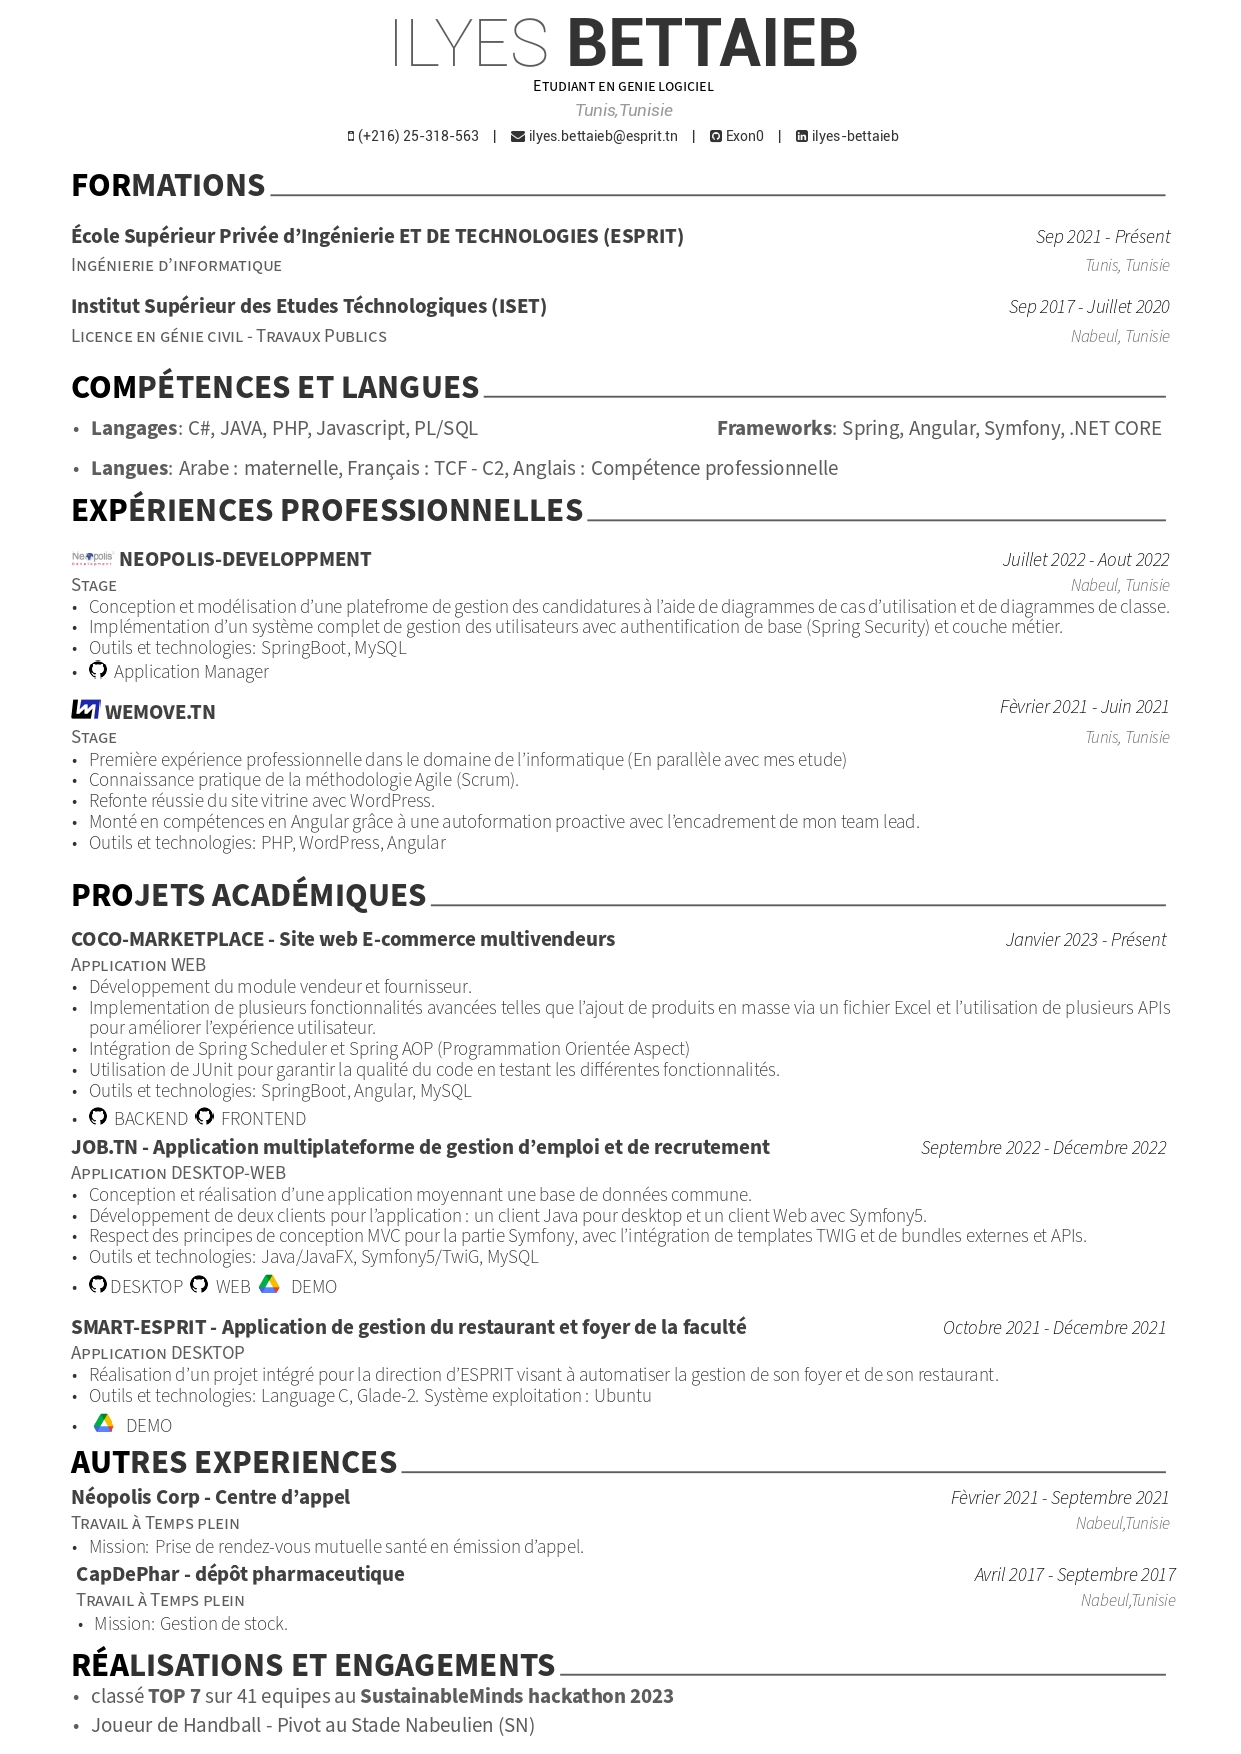 ILYES BETTAIEB
ETUDIANT EN GENIE LOGICIEL
Tunis,Tunisie
(+216) 25-318-563 | ilyes.bettaieb@esprit.tn | Exon0 | ilyes-bettaieb
FORMATIONS
École Supérieur Privée d’Ingénierie ET DE TECHNOLOGIES (ESPRIT) Sep 2021 - Présent
INGÉNIERIE D’INFORMATIQUE Tunis, Tunisie
Institut Supérieur des Etudes Téchnologiques (ISET) Sep 2017 - Juillet 2020
LICENCE EN GÉNIE CIVIL - TRAVAUX PUBLICS Nabeul, Tunisie
COMPÉTENCES ET LANGUES
• Langages: C#, JAVA, PHP, Javascript, PL/SQL Frameworks: Spring, Angular, Symfony, .NET CORE
• Langues: Arabe : maternelle, Français : TCF - C2, Anglais : Compétence professionnelle
EXPÉRIENCES PROFESSIONNELLES
Neopolis Development NEOPOLIS-DEVELOPPMENT Juillet 2022 - Aout 2022
STAGE Nabeul, Tunisie
• Conception et modélisation d’une platefrome de gestion des candidatures à l’aide de diagrammes de cas d’utilisation et de diagrammes de classe.
• Implémentation d’un système complet de gestion des utilisateurs avec authentification de base (Spring Security) et couche métier.
• Outils et technologies: SpringBoot, MySQL
• Application Manager
WEMOVE.TN Fèvrier 2021 - Juin 2021
STAGE Tunis, Tunisie
• Première expérience professionnelle dans le domaine de l’informatique (En parallèle avec mes etude)
• Connaissance pratique de la méthodologie Agile (Scrum).
• Refonte réussie du site vitrine avec WordPress.
• Monté en compétences en Angular grâce à une autoformation proactive avec l’encadrement de mon team lead.
• Outils et technologies: PHP, WordPress, Angular
PROJETS ACADÉMIQUES
COCO-MARKETPLACE - Site web E-commerce multivendeurs Janvier 2023 - Présent
APPLICATION WEB
• Développement du module vendeur et fournisseur.
• Implementation de plusieurs fonctionnalités avancées telles que l’ajout de produits en masse via un fichier Excel et l’utilisation de plusieurs APIs
pour améliorer l’expérience utilisateur.
• Intégration de Spring Scheduler et Spring AOP (Programmation Orientée Aspect)
• Utilisation de JUnit pour garantir la qualité du code en testant les différentes fonctionnalités.
• Outils et technologies: SpringBoot, Angular, MySQL
• BACKEND FRONTEND
JOB.TN - Application multiplateforme de gestion d’emploi et de recrutement Septembre 2022 - Décembre 2022
APPLICATION DESKTOP-WEB
• Conception et réalisation d’une application moyennant une base de données commune.
• Développement de deux clients pour l’application : un client Java pour desktop et un client Web avec Symfony5.
• Respect des principes de conception MVC pour la partie Symfony, avec l’intégration de templates TWIG et de bundles externes et APIs.
• Outils et technologies: Java/JavaFX, Symfony5/TwiG, MySQL
• DESKTOP WEB DEMO
SMART-ESPRIT - Application de gestion du restaurant et foyer de la faculté Octobre 2021 - Décembre 2021
APPLICATION DESKTOP
• Réalisation d’un projet intégré pour la direction d’ESPRIT visant à automatiser la gestion de son foyer et de son restaurant.
• Outils et technologies: Language C, Glade-2. Système exploitation : Ubuntu
• DEMO
AUTRES EXPERIENCES
Néopolis Corp - Centre d’appel Fèvrier 2021 - Septembre 2021
TRAVAIL À TEMPS PLEIN Nabeul,Tunisie
• Mission: Prise de rendez-vous mutuelle santé en émission d’appel.
CapDePhar - dépôt pharmaceutique Avril 2017 - Septembre 2017
TRAVAIL À TEMPS PLEIN Nabeul,Tunisie
• Mission: Gestion de stock.
RÉALISATIONS ET ENGAGEMENTS
• classé TOP 7 sur 41 equipes au SustainableMinds hackathon 2023
• Joueur de Handball - Pivot au Stade Nabeulien (SN)